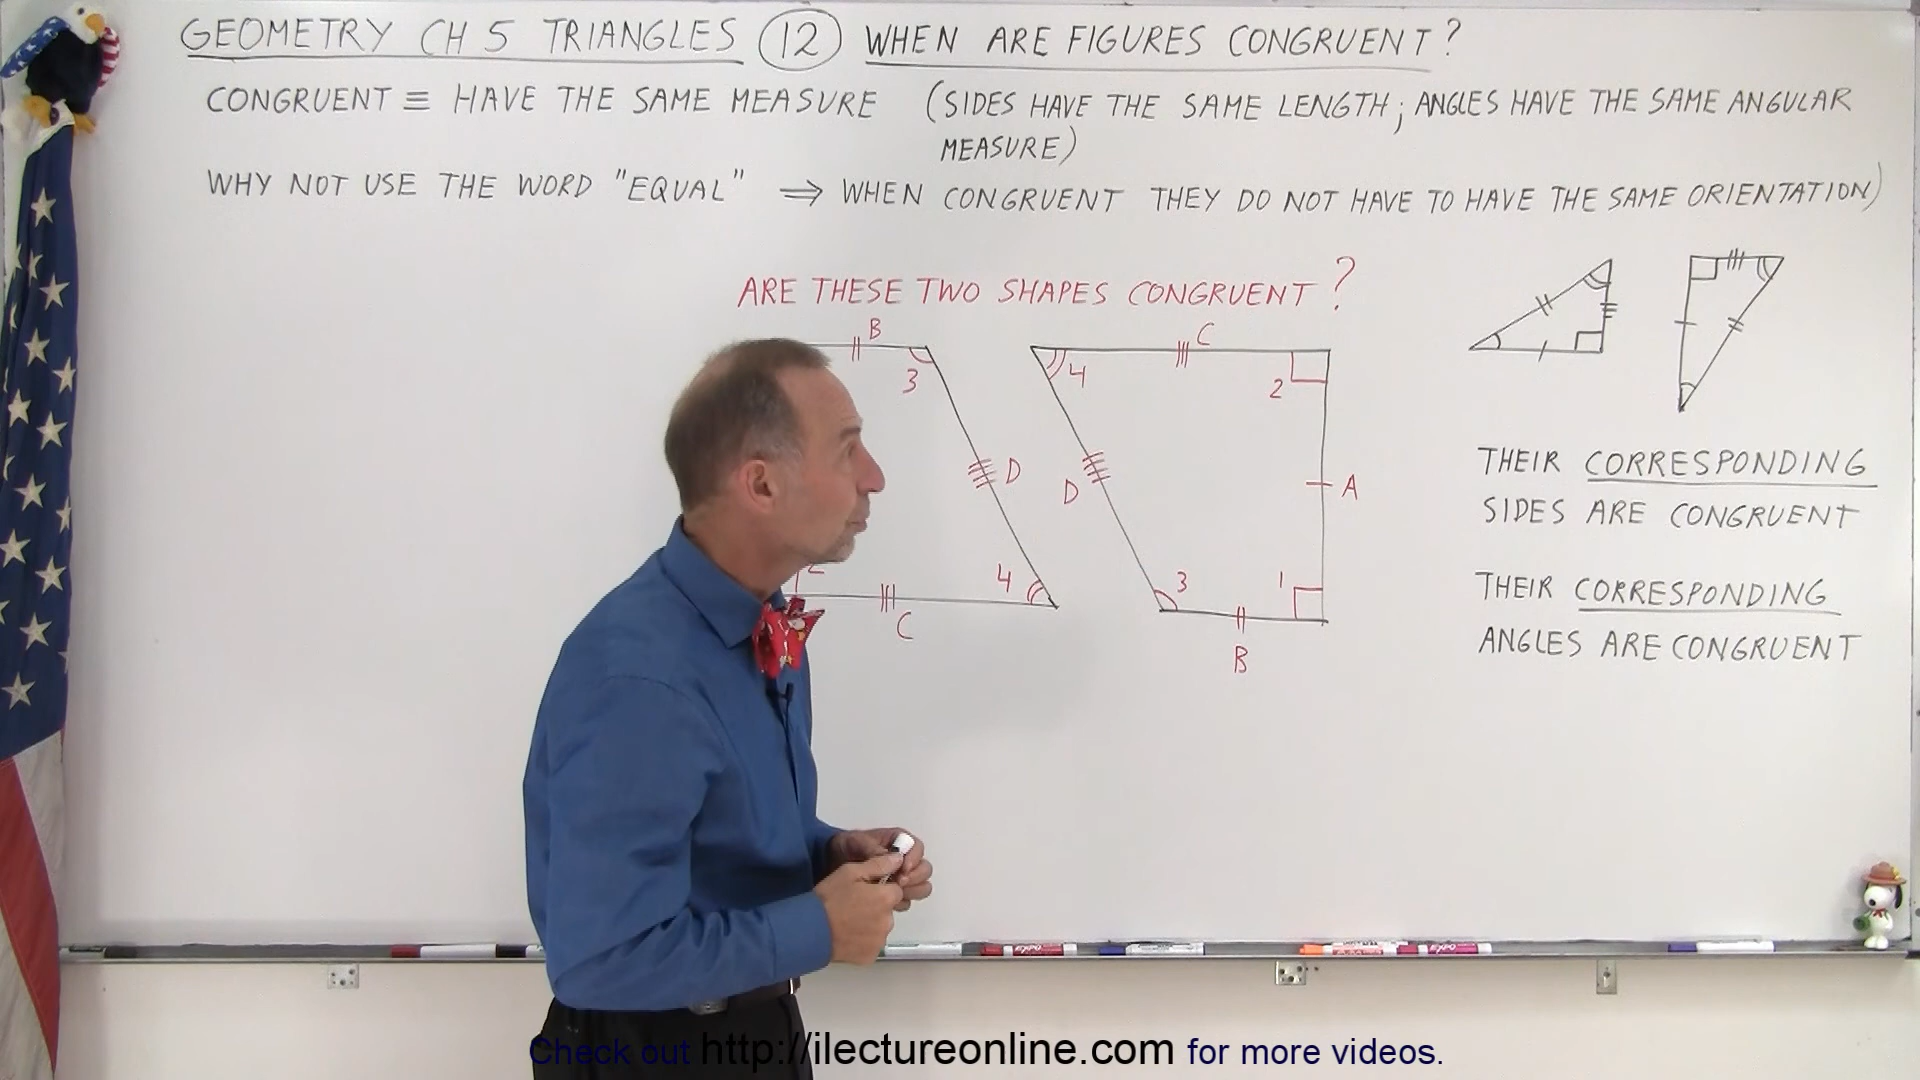 GEOMETRY CH 5 TRIANGLES 12 WHEN ARE FIGURES CONGRUENT?
CONGRUENT ≡ HAVE THE SAME MEASURE (SIDES HAVE THE SAME LENGTH; ANGLES HAVE THE SAME ANGULAR
MEASURE)
WHY NOT USE THE WORD "EQUAL" ⇒ WHEN CONGRUENT THEY DO NOT HAVE TO HAVE THE SAME ORIENTATION)
ARE THESE TWO SHAPES CONGRUENT?
B
3
D
4
C
C
4
2
D
A
3
1
B
THEIR CORRESPONDING
SIDES ARE CONGRUENT
THEIR CORRESPONDING
ANGLES ARE CONGRUENT
EXPO
EXPO
Check out http://ilectureonline.com for more videos.